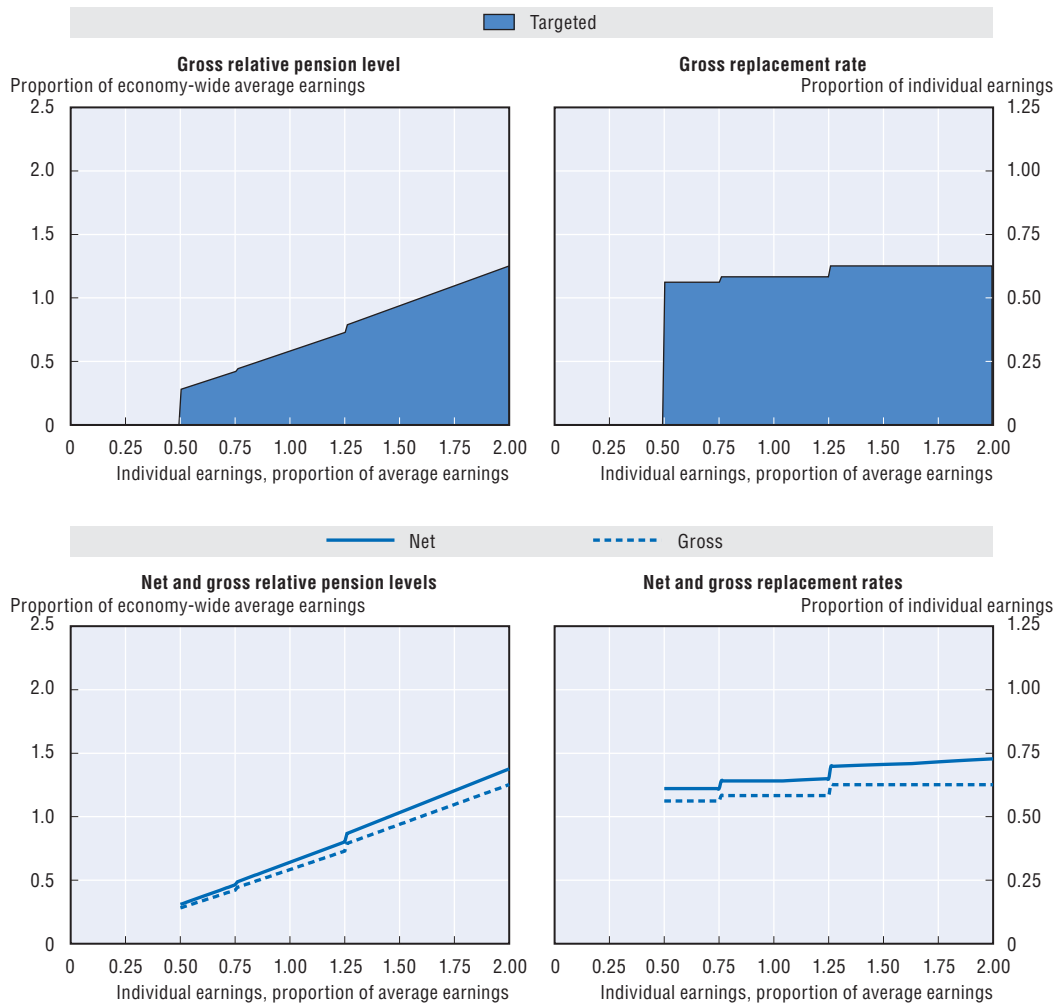 Targeted
Gross relative pension level
Proportion of economy-wide average earnings
2.5
2.0
1.5
1.0
0.5
0
0 0.25 0.50 0.75 1.00 1.25 1.50 1.75 2.00
Individual earnings, proportion of average earnings
Gross replacement rate
Proportion of individual earnings
1.25
1.00
0.75
0.50
0.25
0
0 0.25 0.50 0.75 1.00 1.25 1.50 1.75 2.00
Individual earnings, proportion of average earnings
Net Gross
Net and gross relative pension levels
Proportion of economy-wide average earnings
2.5
2.0
1.5
1.0
0.5
0
0 0.25 0.50 0.75 1.00 1.25 1.50 1.75 2.00
Individual earnings, proportion of average earnings
Net and gross replacement rates
Proportion of individual earnings
1.25
1.00
0.75
0.50
0.25
0
0 0.25 0.50 0.75 1.00 1.25 1.50 1.75 2.00
Individual earnings, proportion of average earnings